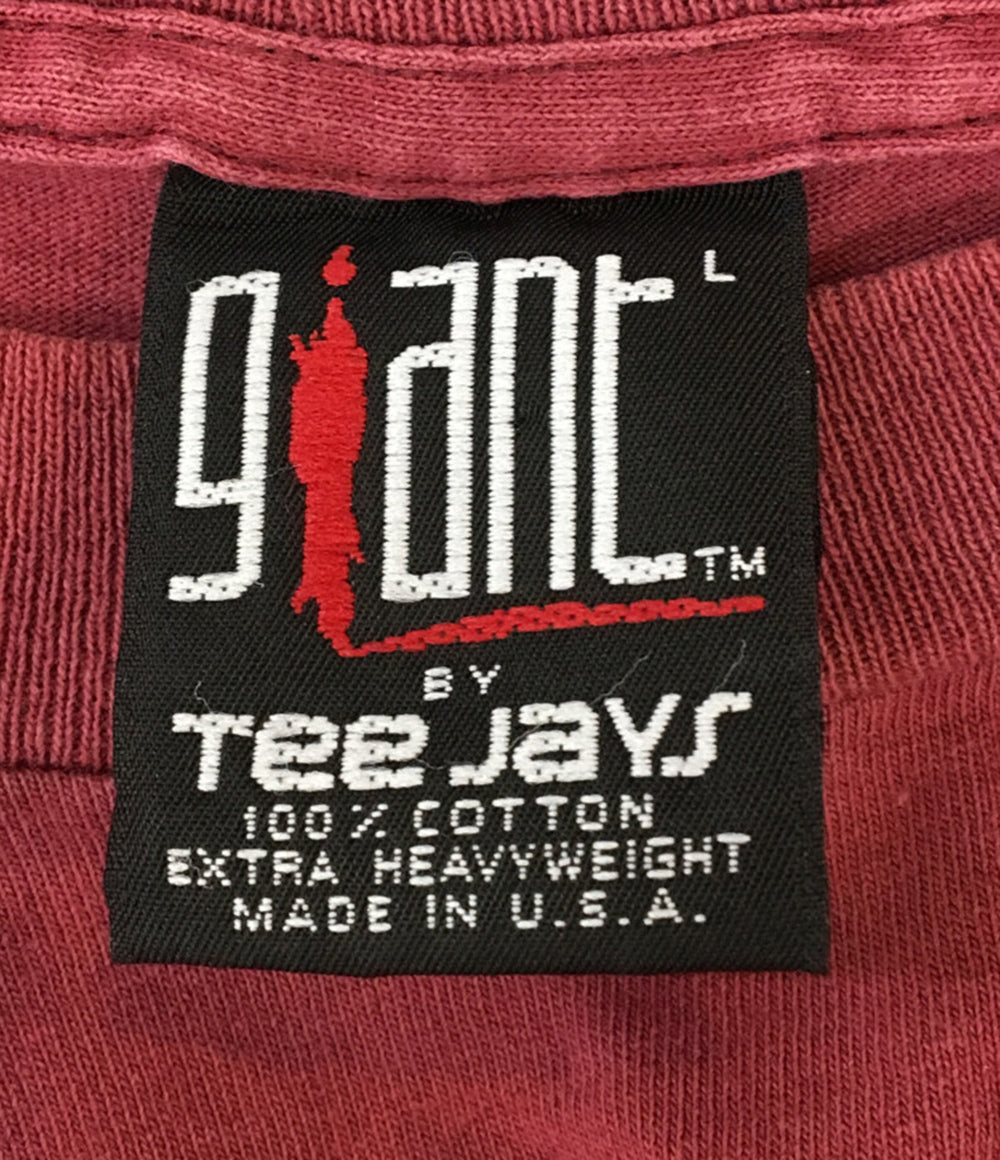 giant L
TM
BY
Tee Jays
100% COTTON
EXTRA HEAVYWEIGHT
MADE IN U.S.A.